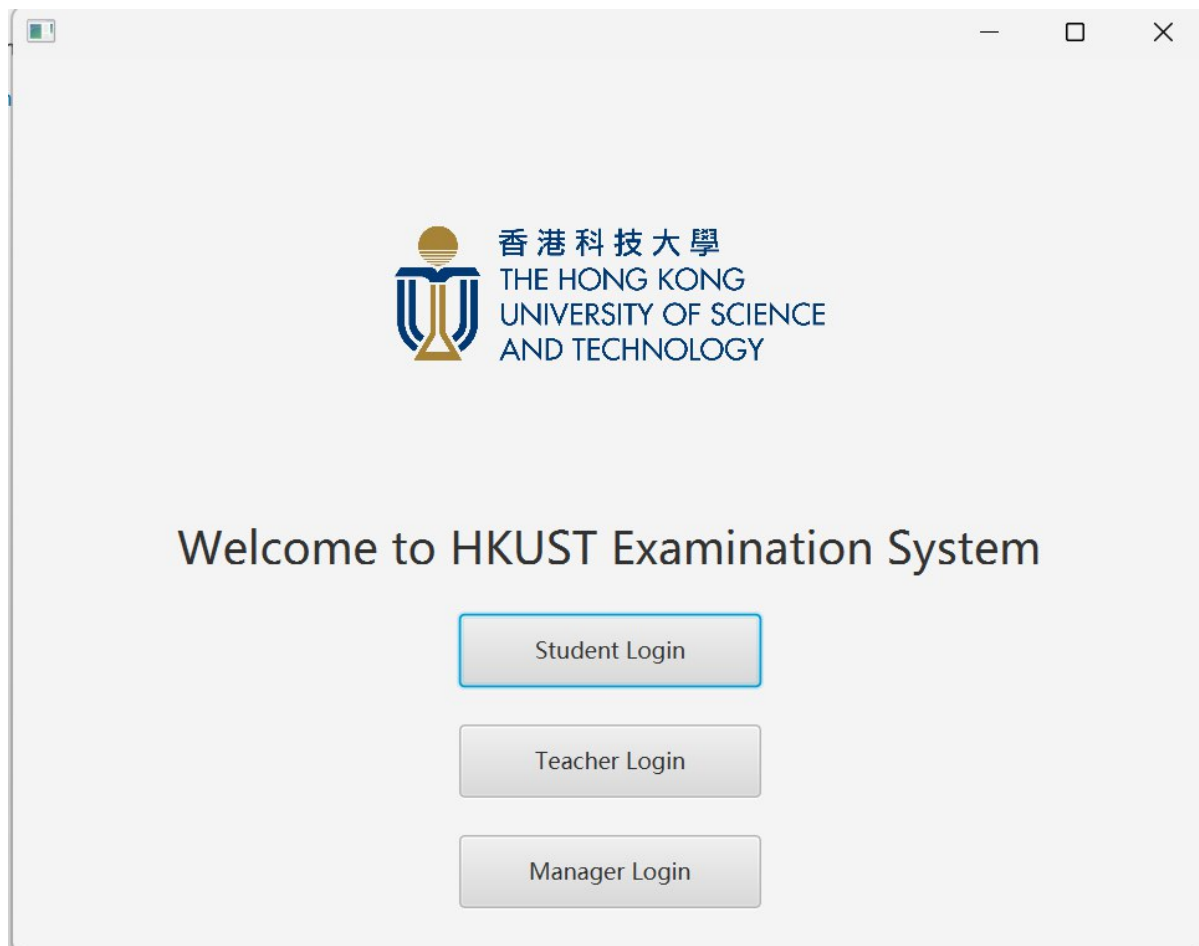 香港科技大學
THE HONG KONG
UNIVERSITY OF SCIENCE
AND TECHNOLOGY
Welcome to HKUST Examination System
Student Login
Teacher Login
Manager Login